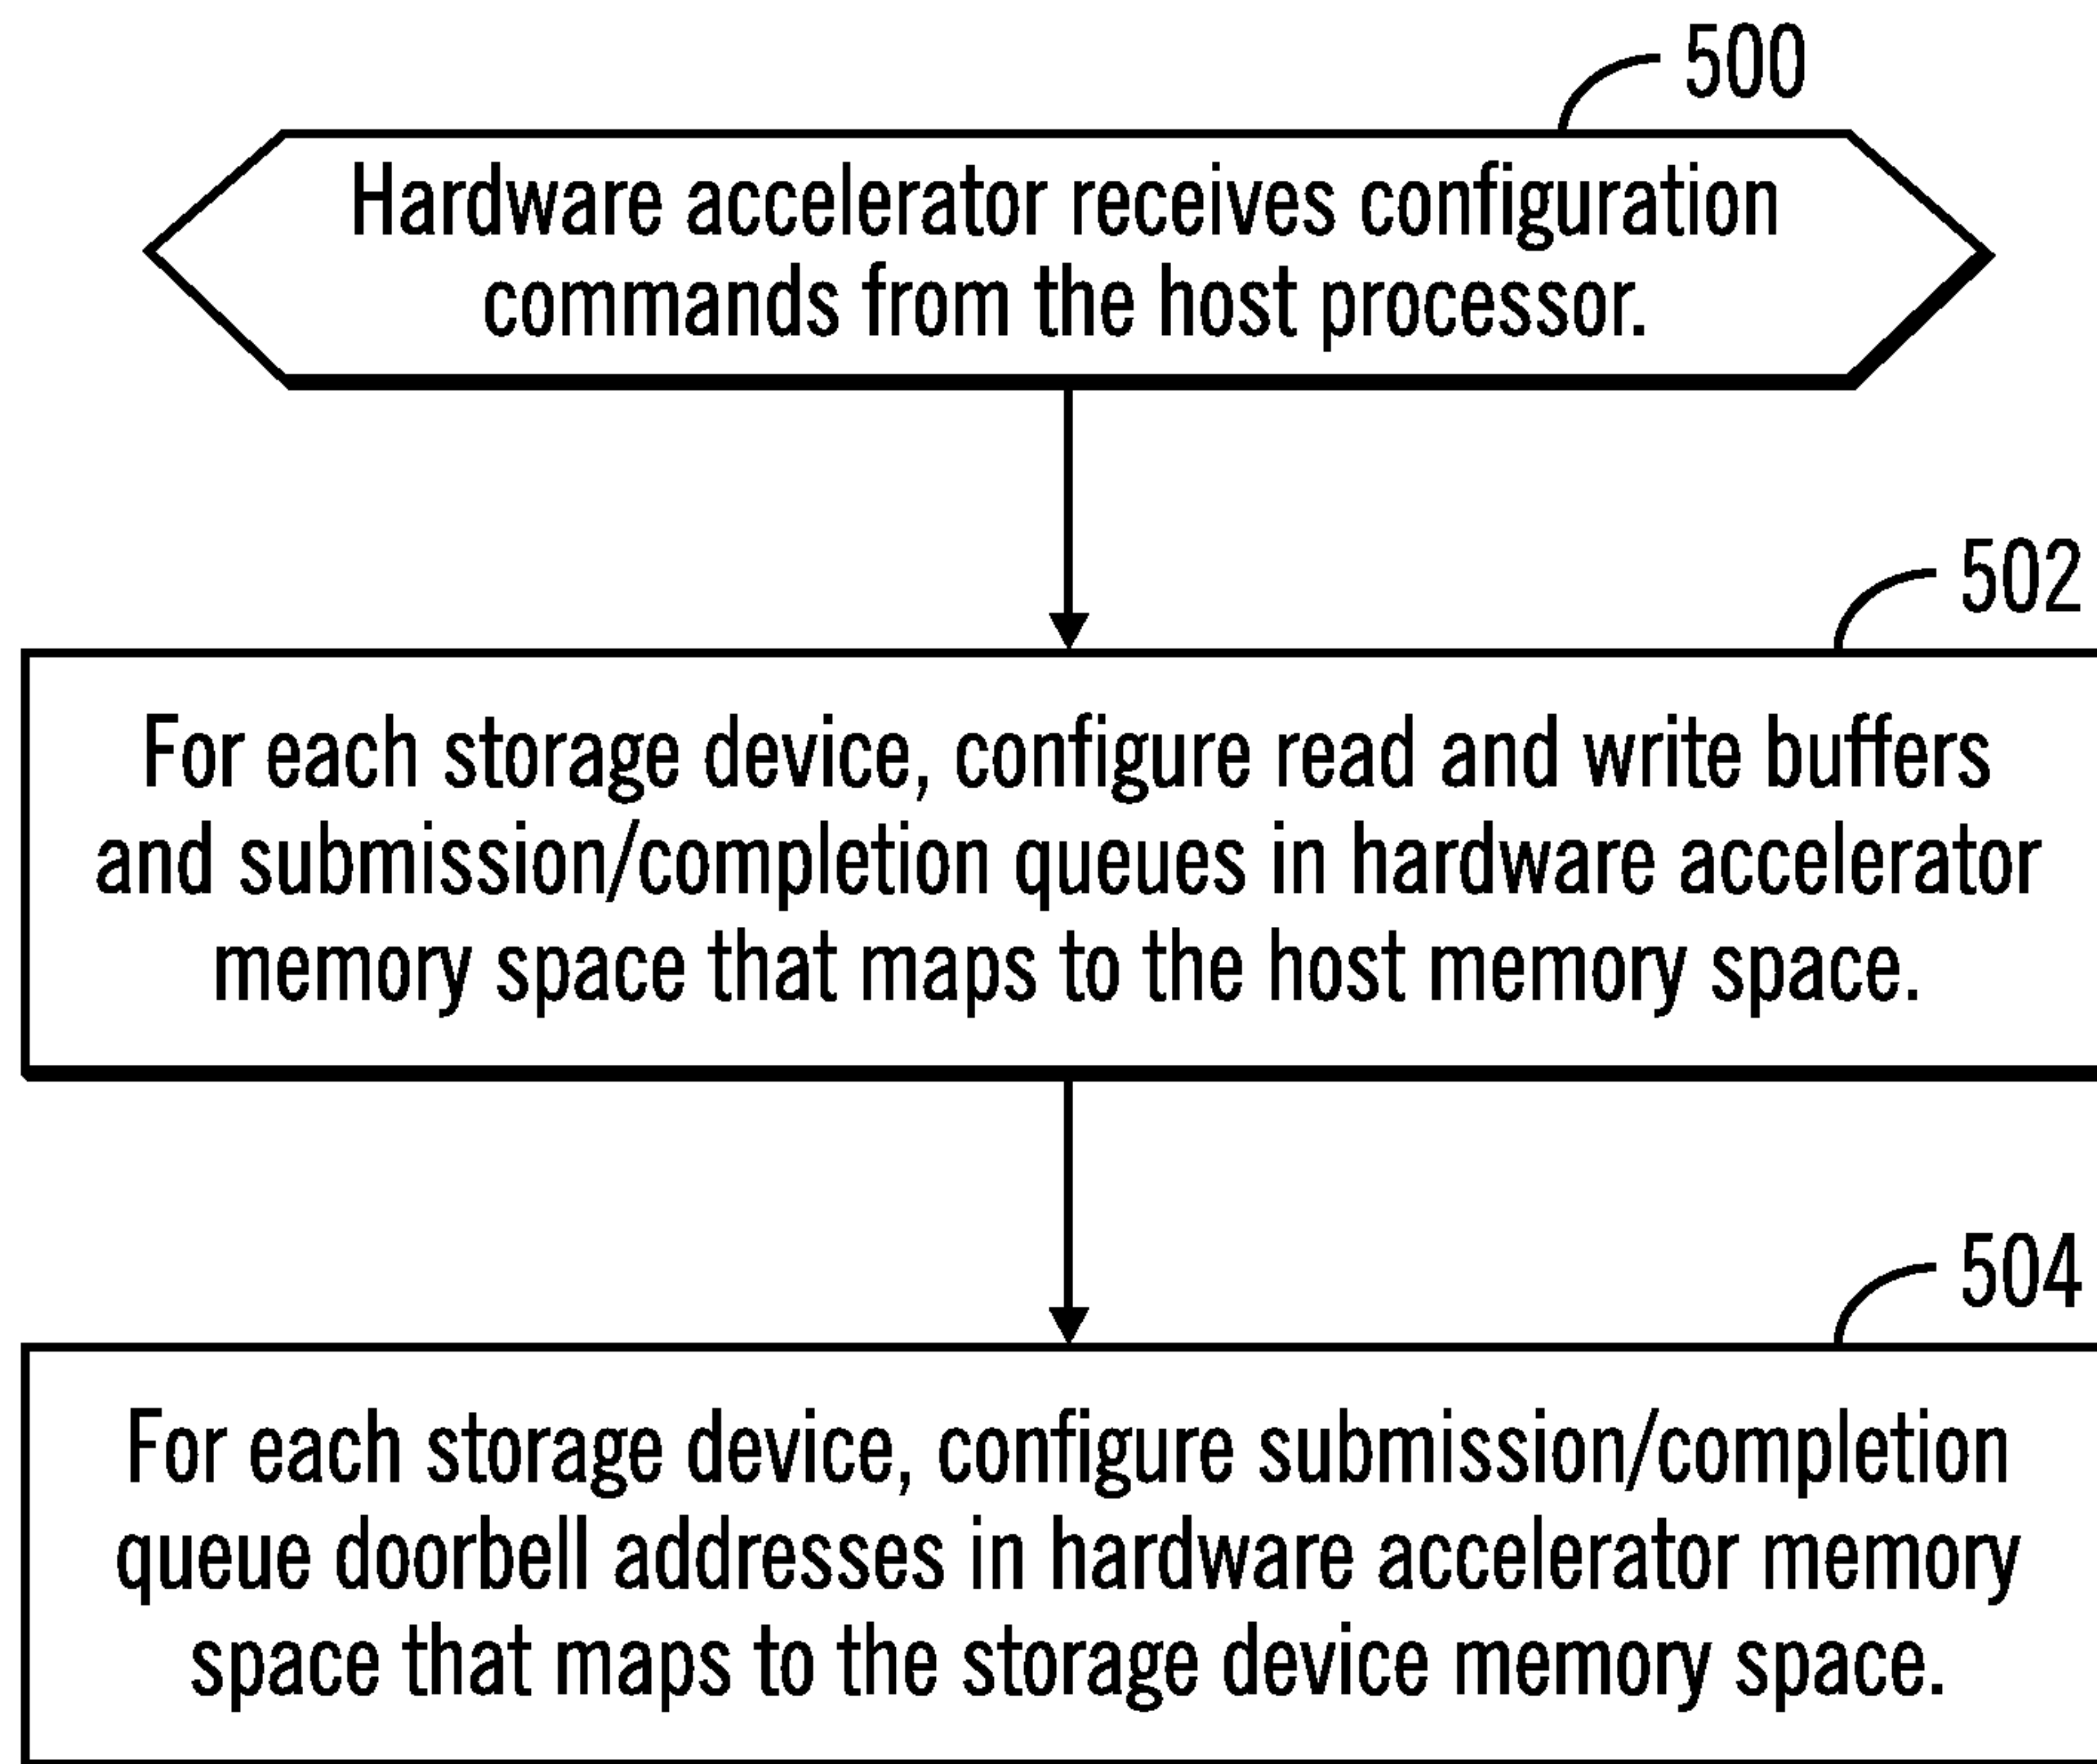 500
Hardware accelerator receives configuration
commands from the host processor.
502
For each storage device, configure read and write buffers
and submission/completion queues in hardware accelerator
memory space that maps to the host memory space.
504
For each storage device, configure submission/completion
queue doorbell addresses in hardware accelerator memory
space that maps to the storage device memory space.